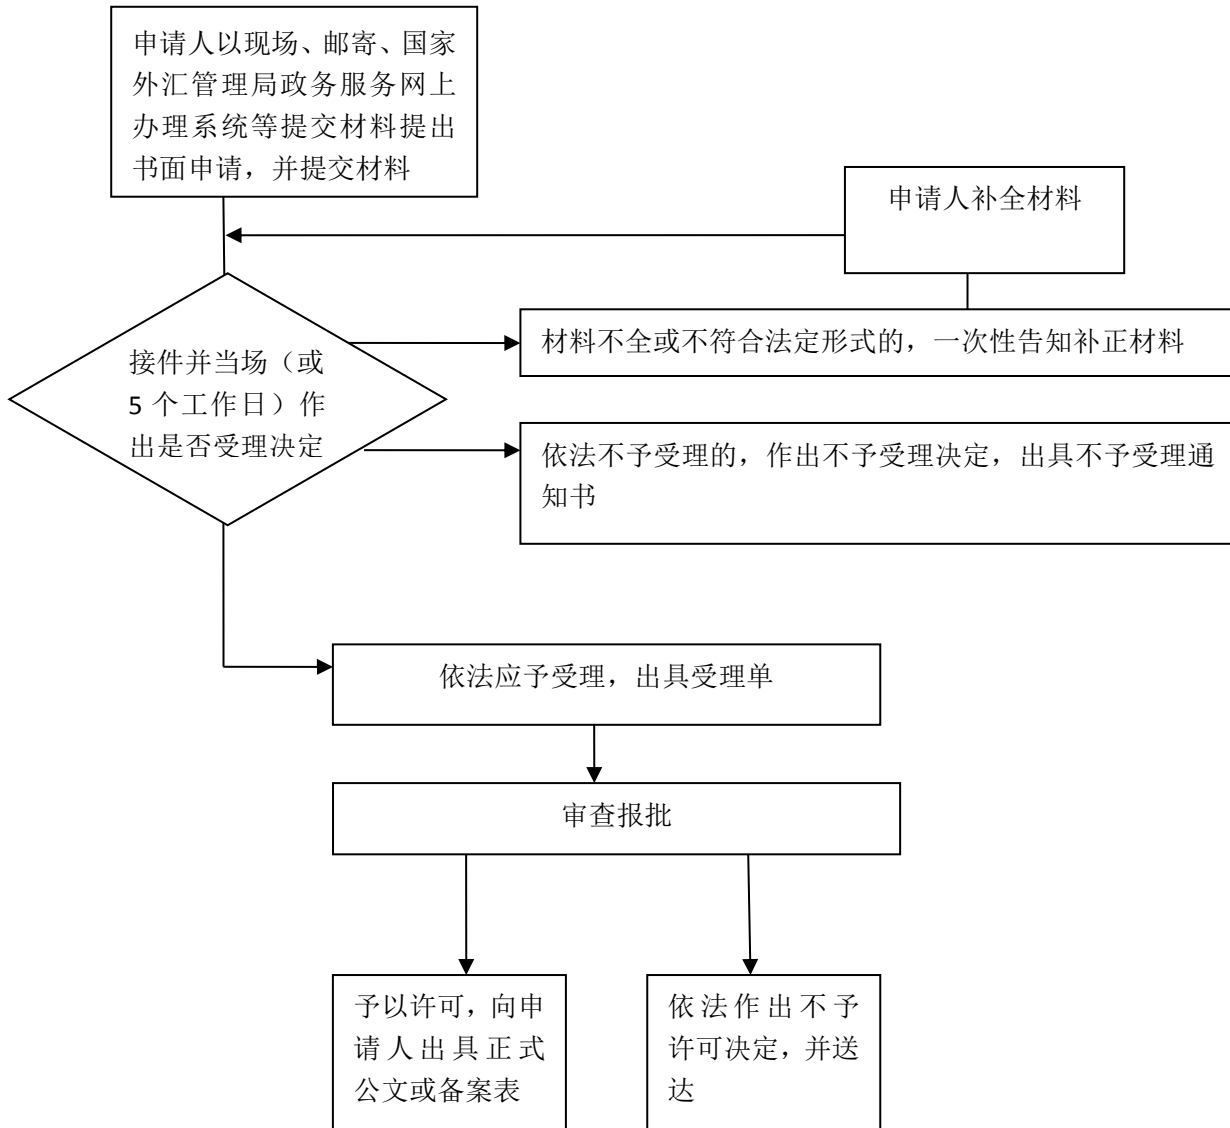 申请人以现场、邮寄、国家
外汇管理局政务服务网上
办理系统等提交材料提出
书面申请，并提交材料
申请人补全材料
材料不全或不符合法定形式的，一次性告知补正材料
接件并当场（或
5 个工作日）作
出是否受理决定
依法不予受理的，作出不予受理决定，出具不予受理通
知书
依法应予受理，出具受理单
审查报批
予以许可，向申
请人出具正式
公文或备案表
依法作出不予
许可决定，并送
达